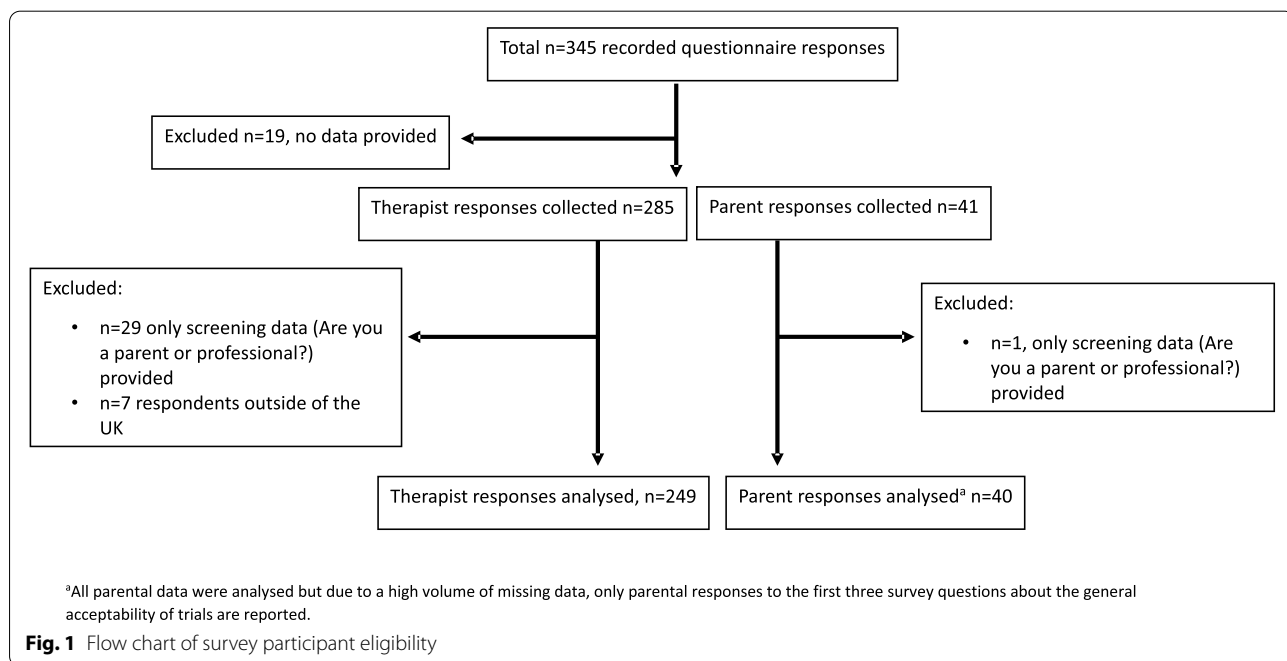 Total n=345 recorded questionnaire responses
Excluded n=19, no data provided
Therapist responses collected n=285
Parent responses collected n=41
Excluded:
• n=29 only screening data (Are you
a parent or professional?)
provided
• n=7 respondents outside of the
UK
Excluded:
• n=1, only screening data (Are
you a parent or professional?)
provided
Therapist responses analysed, n=249
Parent responses analysedᵃ n=40
ᵃAll parental data were analysed but due to a high volume of missing data, only parental responses to the first three survey questions about the general
acceptability of trials are reported.
Fig. 1 Flow chart of survey participant eligibility